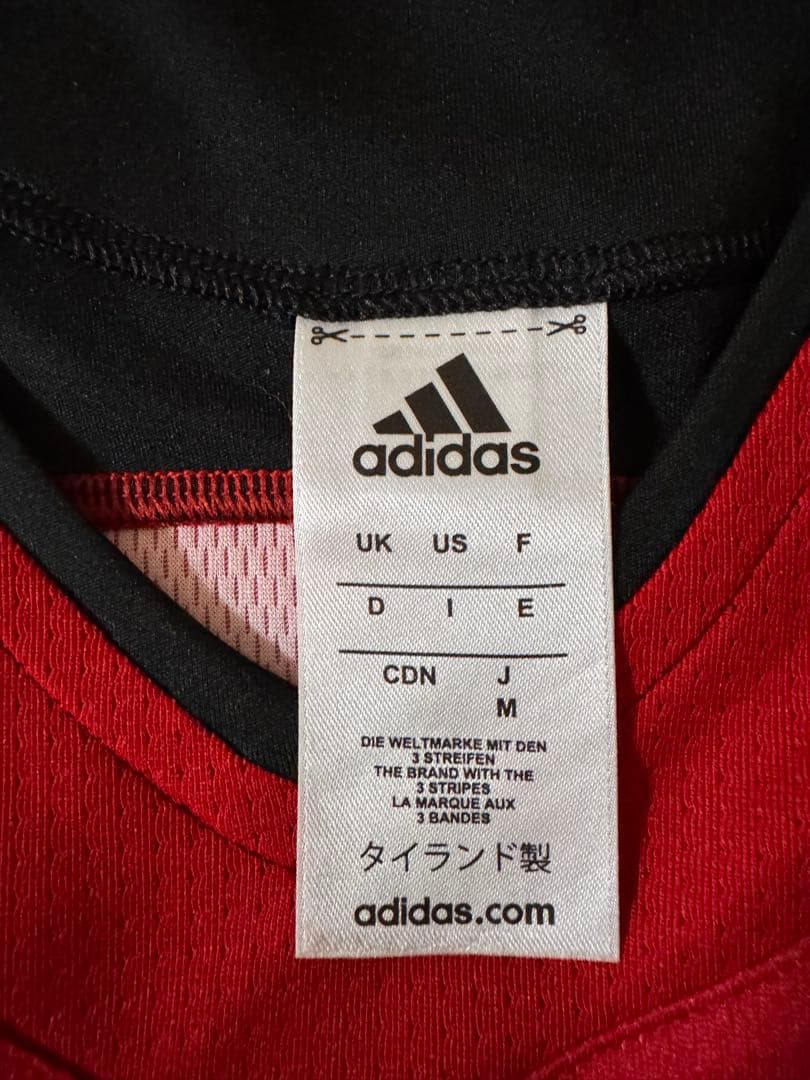 adidas
UK US F
D I E
CDN J
M
DIE WELTMARKE MIT DEN
3 STREIFEN
THE BRAND WITH THE
3 STRIPES
LA MARQUE AUX
3 BANDES
タイランド製
adidas.com